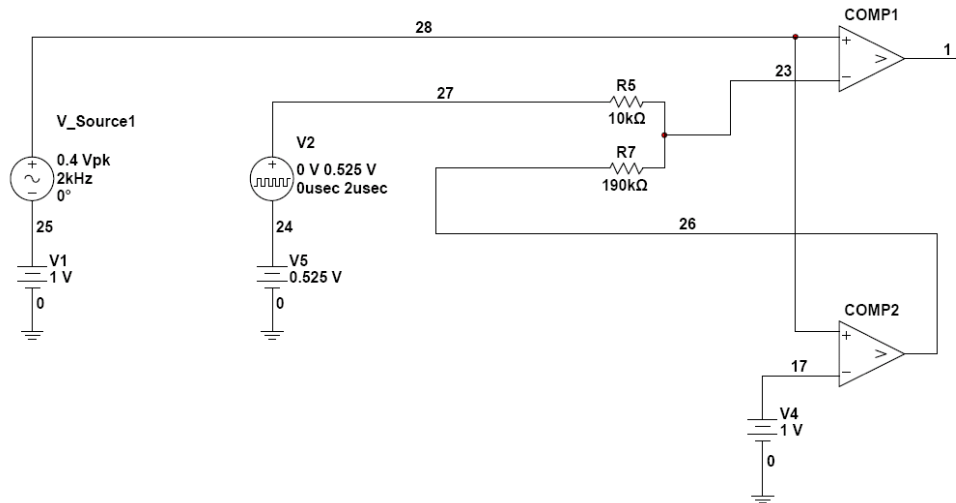 COMP1
28
1
23
27
R5
10kΩ
V_Source1
V2
R7
0.4 Vpk
2kHz
0°
0 V 0.525 V
0usec 2usec
190kΩ
25
24
26
V1
1 V
V5
0.525 V
0
0
COMP2
17
V4
1 V
0